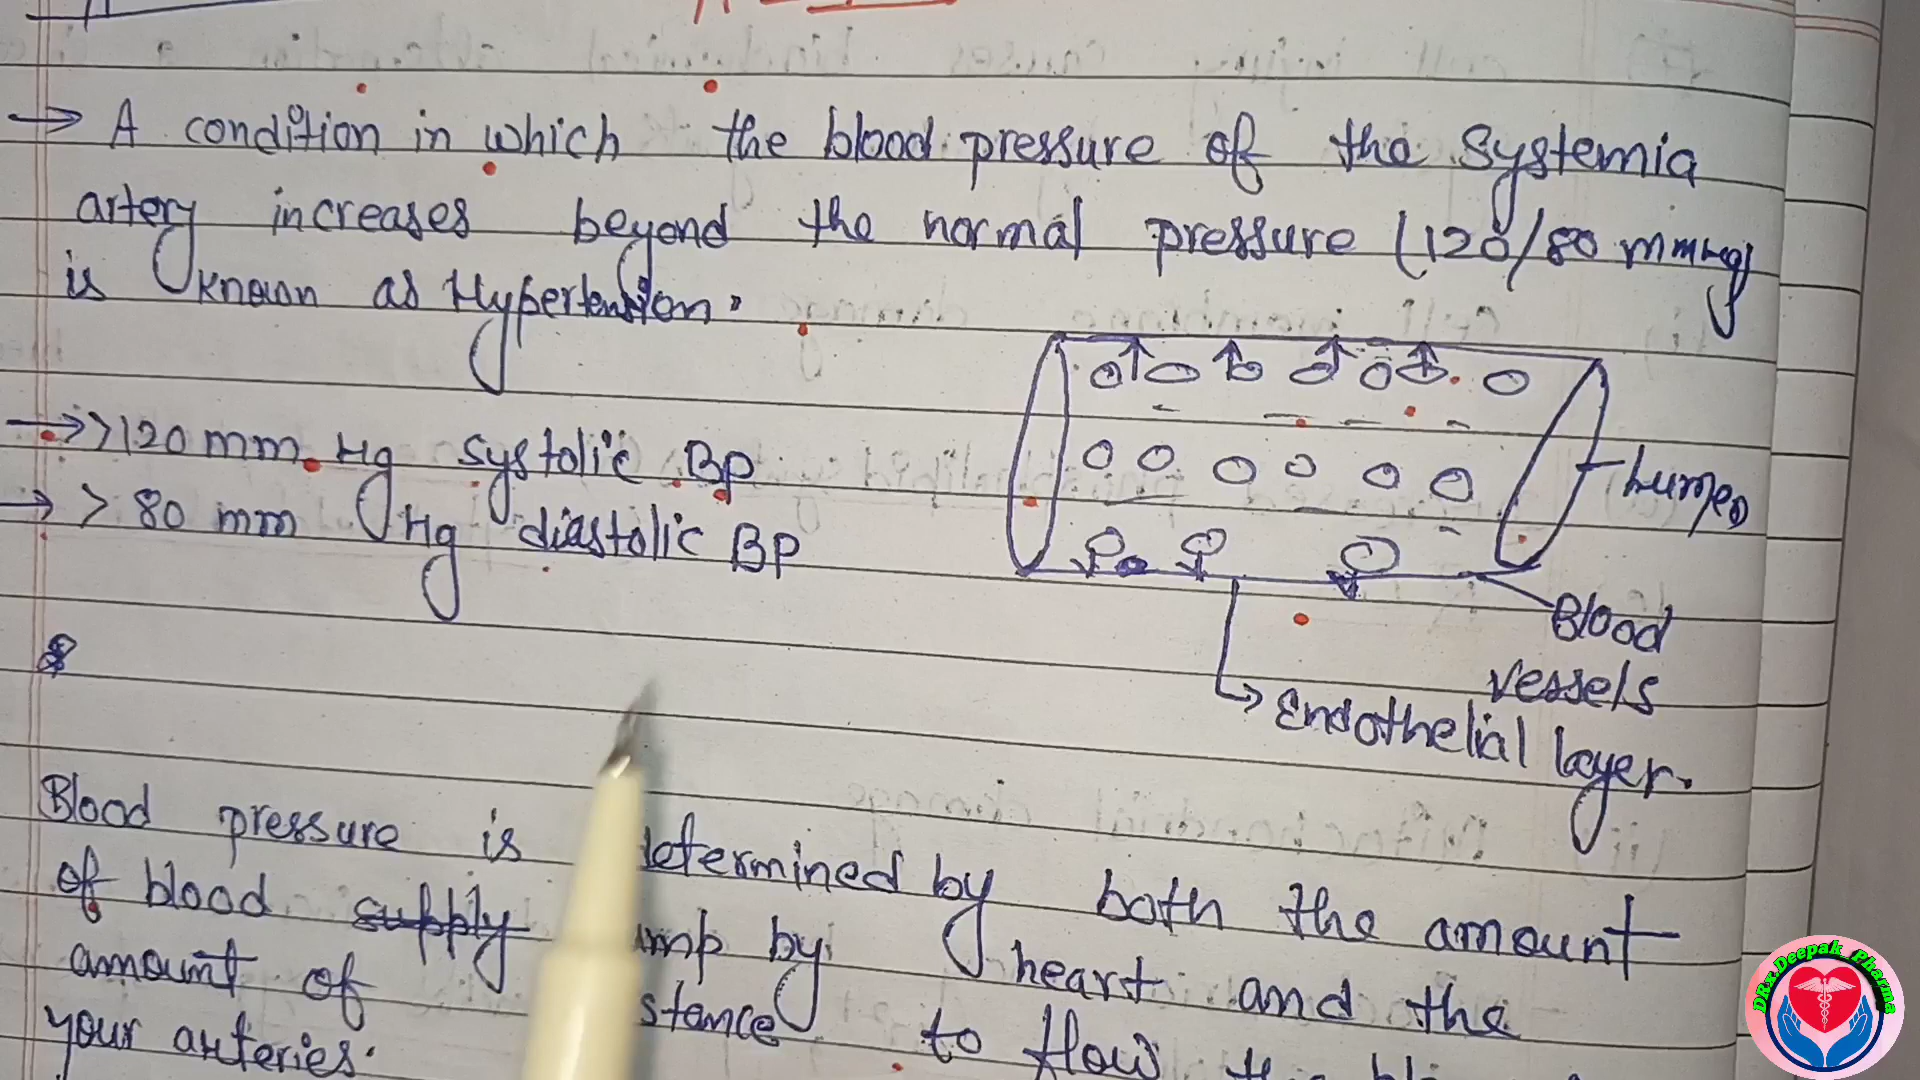 → A condition in which the blood pressure of the Systemia
artery increases beyond the normal pressure (120/80 mmHg)
is known as Hypertension.
→ >120 mm Hg systolic BP
→ > 80 mm Hg diastolic BP
Lumen
Blood
vessels
Endothelial layer.
Blood pressure is determined by both the amount
of blood supply by heart and the
amount of to flow
your arteries.
DRx.Deepak Pharma